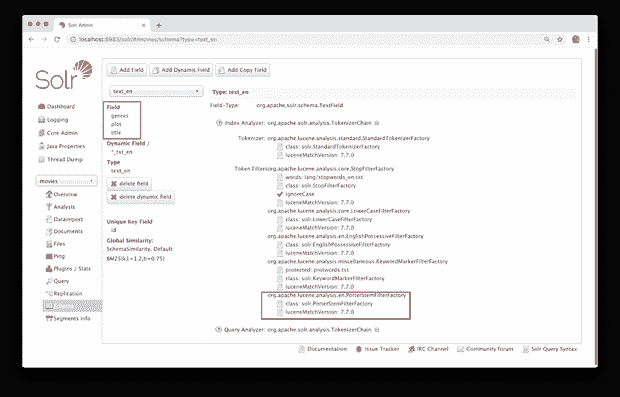 Solr Admin
localhost:8983/solr/#/movies/schema?type=text_en
Solr
Dashboard
Logging
Core Admin
Java Properties
Thread Dump
movies
Overview
Analysis
Dataimport
Documents
Files
Ping
Plugins / Stats
Query
Replication
Segments info
Add Field
Add Dynamic Field
Add Copy Field
text_en
Field
genres
plot
title
Dynamic Field /
*_txt_en
Type
text_en
delete field
delete dynamic field
Unique Key Field
id
Global Similarity:
SchemaSimilarity. Default:
BM25(k1=1.2,b=0.75)
Type: text_en
Field-Type: org.apache.solr.schema.TextField
Index Analyzer: org.apache.solr.analysis.TokenizerChain
Tokenizer: org.apache.lucene.analysis.standard.StandardTokenizerFactory
class: solr.StandardTokenizerFactory
luceneMatchVersion: 7.7.0
Token Filters: org.apache.lucene.analysis.core.StopFilterFactory
words: lang/stopwords_en.txt
class: solr.StopFilterFactory
ignoreCase
luceneMatchVersion: 7.7.0
org.apache.lucene.analysis.core.LowerCaseFilterFactory
class: solr.LowerCaseFilterFactory
luceneMatchVersion: 7.7.0
org.apache.lucene.analysis.en.EnglishPossessiveFilterFactory
class: solr.EnglishPossessiveFilterFactory
luceneMatchVersion: 7.7.0
org.apache.lucene.analysis.miscellaneous.KeywordMarkerFilterFactory
protected: protwords.txt
class: solr.KeywordMarkerFilterFactory
luceneMatchVersion: 7.7.0
org.apache.lucene.analysis.en.PorterStemFilterFactory
class: solr.PorterStemFilterFactory
luceneMatchVersion: 7.7.0
Query Analyzer: org.apache.solr.analysis.TokenizerChain
Documentation
Issue Tracker
IRC Channel
Community forum
Solr Query Syntax